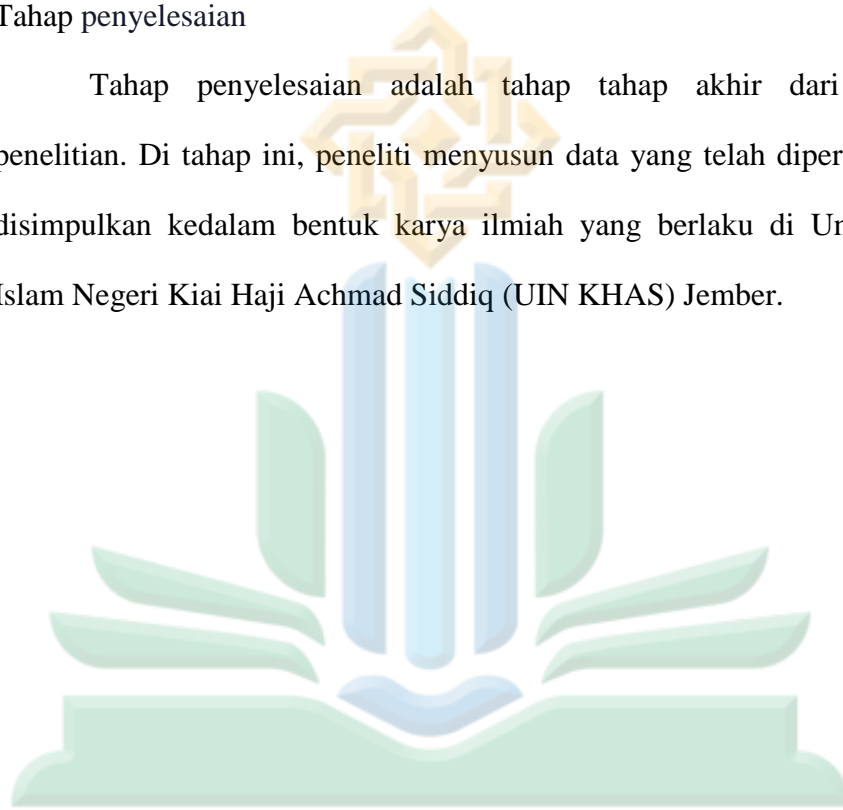 Tahap penyelesaian
Tahap penyelesaian adalah tahap tahap akhir dari
penelitian. Di tahap ini, peneliti menyusun data yang telah diper
disimpulkan kedalam bentuk karya ilmiah yang berlaku di Un
Islam Negeri Kiai Haji Achmad Siddiq (UIN KHAS) Jember.